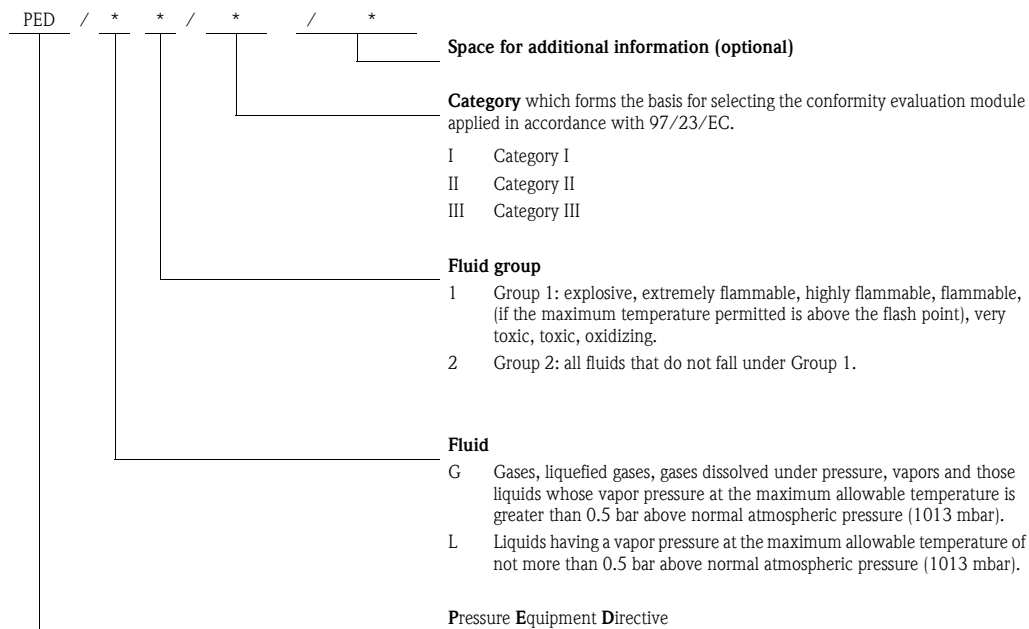 PED / * * / * / *
Space for additional information (optional)
Category which forms the basis for selecting the conformity evaluation module
applied in accordance with 97/23/EC.
I Category I
II Category II
III Category III
Fluid group
1 Group 1: explosive, extremely flammable, highly flammable, flammable,
(if the maximum temperature permitted is above the flash point), very
toxic, toxic, oxidizing.
2 Group 2: all fluids that do not fall under Group 1.
Fluid
G Gases, liquefied gases, gases dissolved under pressure, vapors and those
liquids whose vapor pressure at the maximum allowable temperature is
greater than 0.5 bar above normal atmospheric pressure (1013 mbar).
L Liquids having a vapor pressure at the maximum allowable temperature of
not more than 0.5 bar above normal atmospheric pressure (1013 mbar).
Pressure Equipment Directive